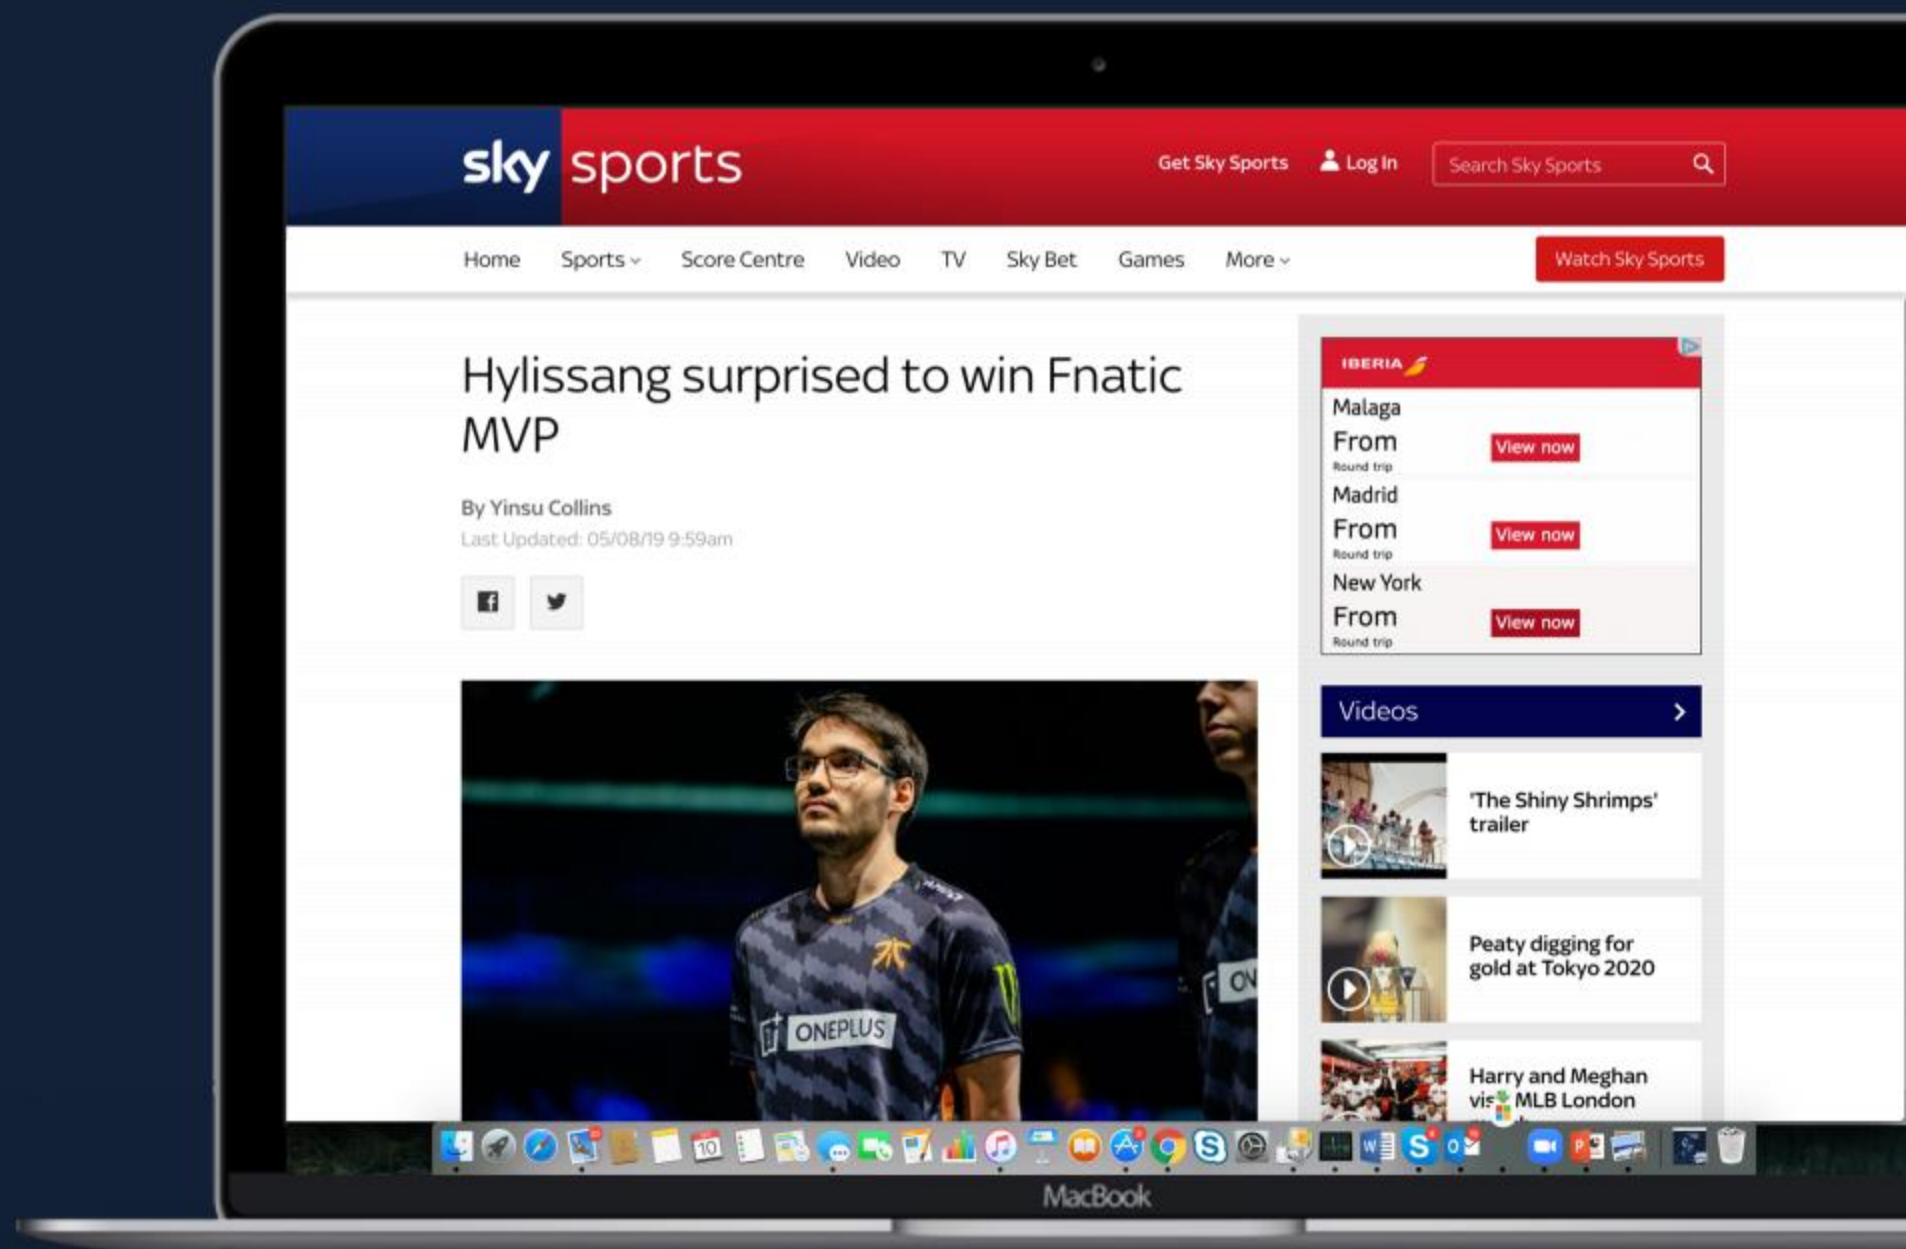 sky sports
Get Sky Sports
Log In
Search Sky Sports
Home
Sports
Score Centre
Video
TV
Sky Bet
Games
More
Watch Sky Sports
Hylissang surprised to win Fnatic
MVP
By Yinsu Collins
Last Updated: 05/08/19 9:59am
ONEPLUS
ON
IBERIA
Malaga
From
View now
Round trip
Madrid
From
View now
Round trip
New York
From
View now
Round trip
Videos
'The Shiny Shrimps'
trailer
Peaty digging for
gold at Tokyo 2020
Harry and Meghan
MLB London
10
MacBook